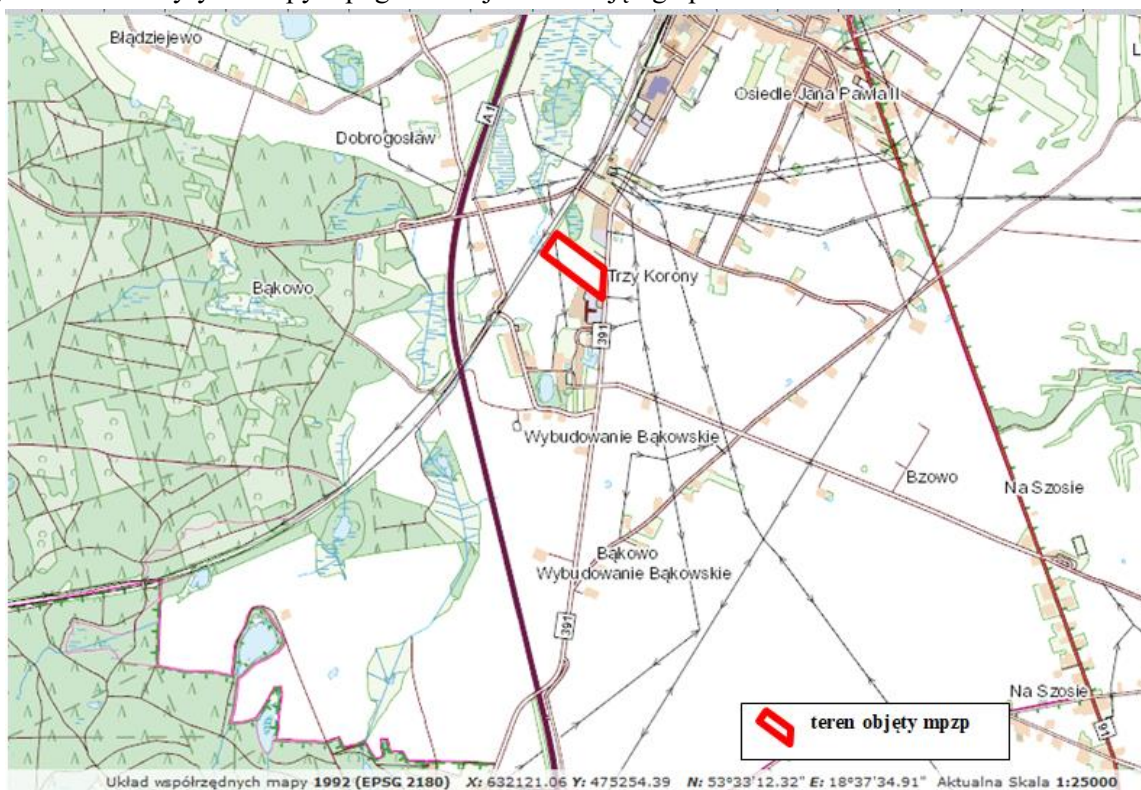 Błądziejewo
A1
Osiedle Jana Pawła II
Dobrogosław
Bąkowo
Trzy Korony
391
Wybudowanie Bąkowskie
Bzowo
Na Szosie
Bąkowo
Wybudowanie Bąkowskie
391
Na Szosie
91
teren objęty mpzp
Układ współrzędnych mapy 1992 (EPSG 2180) X: 632121.06 Y: 475254.39 N: 53°33'12.32" E: 18°37'34.91" Aktualna Skala 1:25000